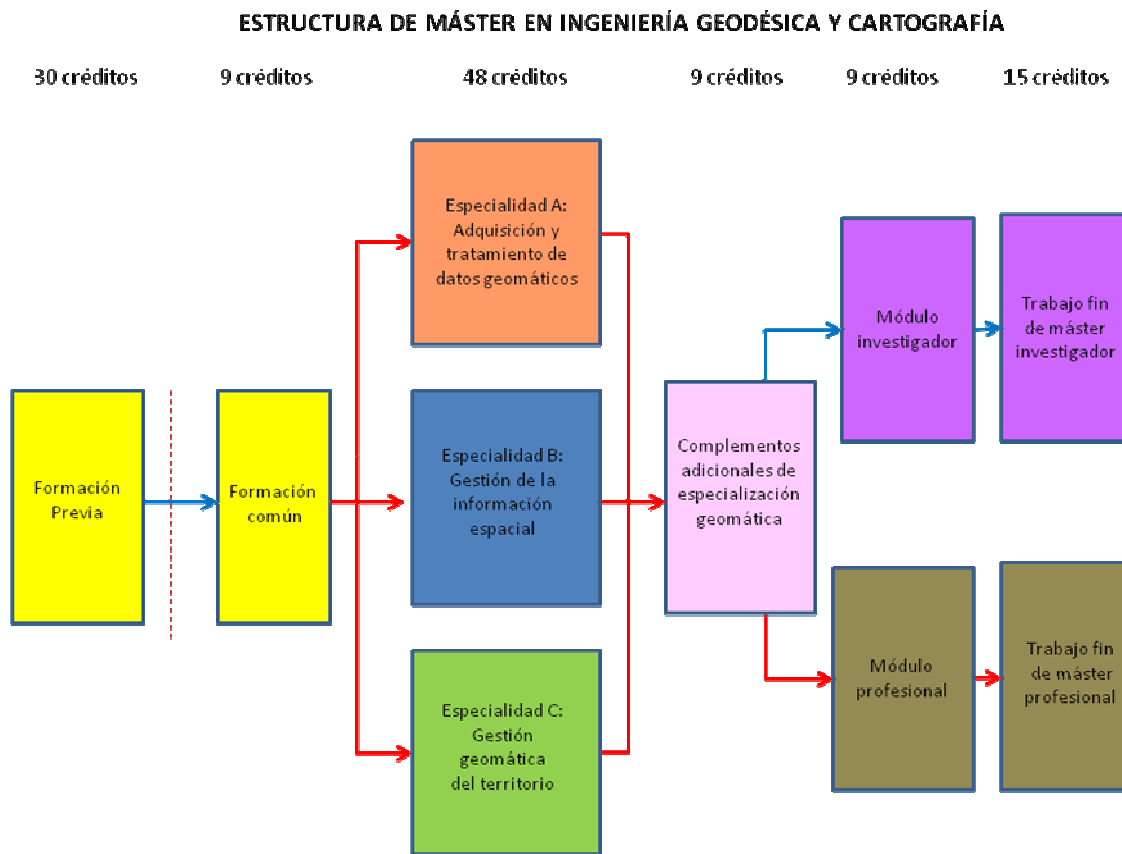 ESTRUCTURA DE MÁSTER EN INGENIERÍA GEODÉSICA Y CARTOGRAFÍA
30 créditos
9 créditos
48 créditos
9 créditos
9 créditos
15 créditos
Formación
Previa
Formación
común
Especialidad A:
Adquisición y
tratamiento de
datos geomáticos
Especialidad B:
Gestión de la
información
espacial
Especialidad C:
Gestión
geomática
del territorio
Complementos
adicionales de
especialización
geomática
Módulo
investigador
Trabajo fin
de máster
investigador
Módulo
profesional
Trabajo fin
de máster
profesional